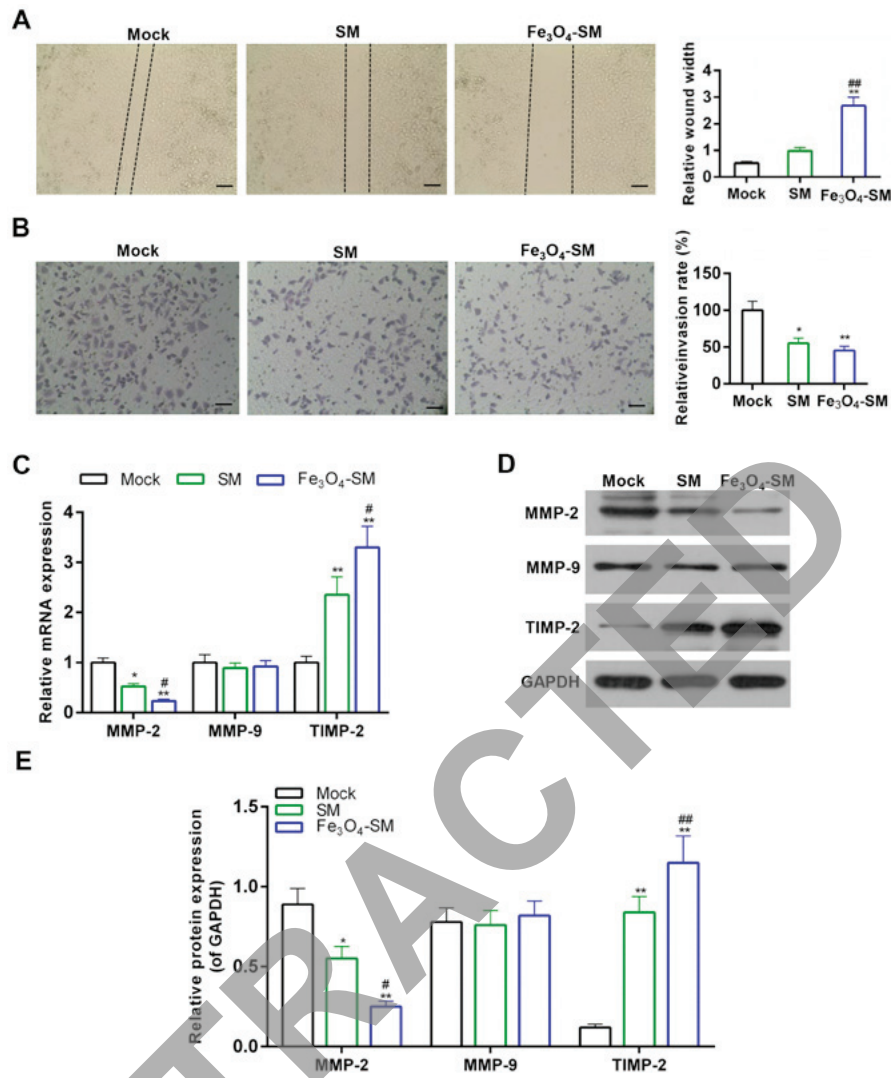 A
Mock SM Fe₃O₄-SM
Relative wound width
4
3
2
1
0
##
**
Mock SM Fe₃O₄-SM
B
Mock SM Fe₃O₄-SM
Relativeinvasion rate (%)
150
100
50
0
*
**
Mock SM Fe₃O₄-SM
C
Mock SM Fe₃O₄-SM
Relative mRNA expression
4
3
2
1
0
*
#
**
**
#
**
MMP-2 MMP-9 TIMP-2
D
Mock SM Fe₃O₄-SM
MMP-2
MMP-9
TIMP-2
GAPDH
E
Mock
SM
Fe₃O₄-SM
Relative protein expression
(of GAPDH)
1.5
1.0
0.5
0.0
*
#
**
**
##
**
MMP-2 MMP-9 TIMP-2
TRACTED